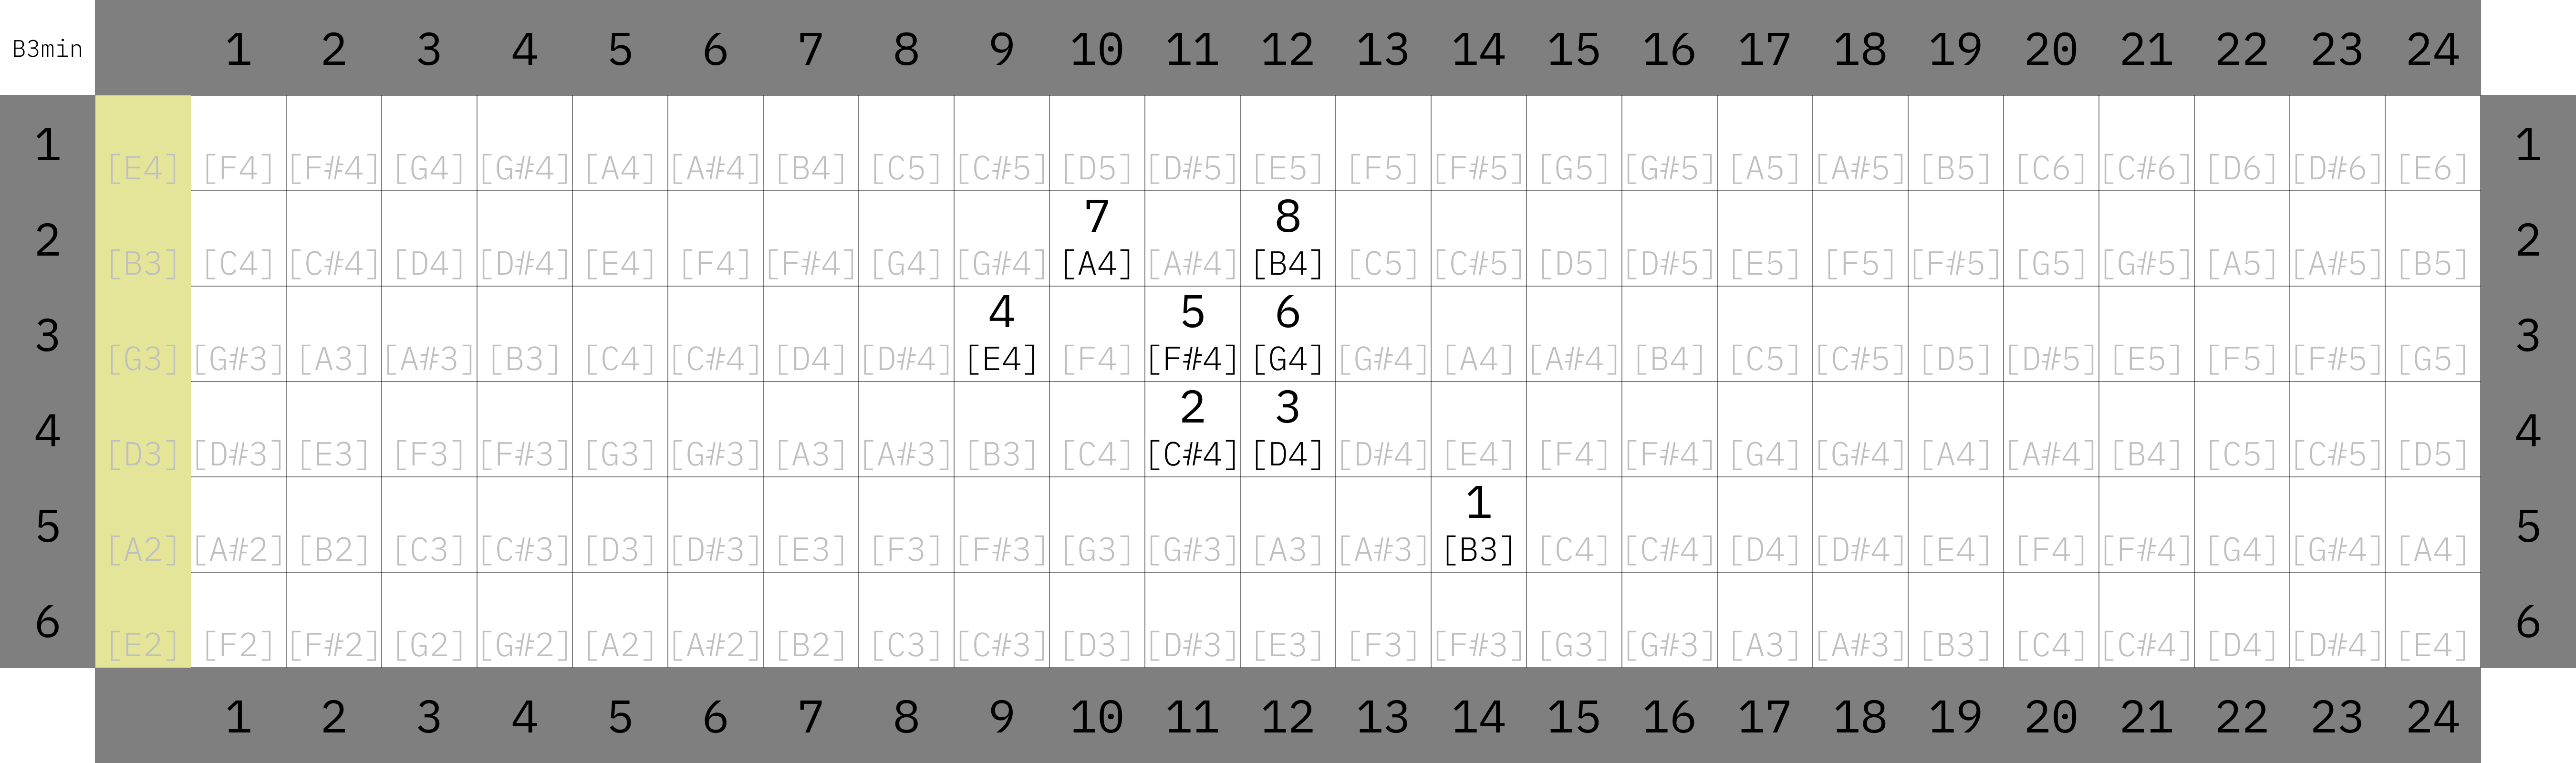 B3min 1 2 3 4 5 6 7 8 9 10 11 12 13 14 15 16 17 18 19 20 21 22 23 24
1 [E4] [F4] [F#4] [G4] [G#4] [A4] [A#4] [B4] [C5] [C#5] [D5] [D#5] [E5] [F5] [F#5] [G5] [G#5] [A5] [A#5] [B5] [C6] [C#6] [D6] [D#6] [E6] 1
7 8
2 [B3] [C4] [C#4] [D4] [D#4] [E4] [F4] [F#4] [G4] [G#4] [A4] [A#4] [B4] [C5] [C#5] [D5] [D#5] [E5] [F5] [F#5] [G5] [G#5] [A5] [A#5] [B5] 2
4 5 6
3 [G3] [G#3] [A3] [A#3] [B3] [C4] [C#4] [D4] [D#4] [E4] [F4] [F#4] [G4] [G#4] [A4] [A#4] [B4] [C5] [C#5] [D5] [D#5] [E5] [F5] [F#5] [G5] 3
2 3
4 [D3] [D#3] [E3] [F3] [F#3] [G3] [G#3] [A3] [A#3] [B3] [C4] [C#4] [D4] [D#4] [E4] [F4] [F#4] [G4] [G#4] [A4] [A#4] [B4] [C5] [C#5] [D5] 4
1
5 [A2] [A#2] [B2] [C3] [C#3] [D3] [D#3] [E3] [F3] [F#3] [G3] [G#3] [A3] [A#3] [B3] [C4] [C#4] [D4] [D#4] [E4] [F4] [F#4] [G4] [G#4] [A4] 5
6 [E2] [F2] [F#2] [G2] [G#2] [A2] [A#2] [B2] [C3] [C#3] [D3] [D#3] [E3] [F3] [F#3] [G3] [G#3] [A3] [A#3] [B3] [C4] [C#4] [D4] [D#4] [E4] 6
1 2 3 4 5 6 7 8 9 10 11 12 13 14 15 16 17 18 19 20 21 22 23 24